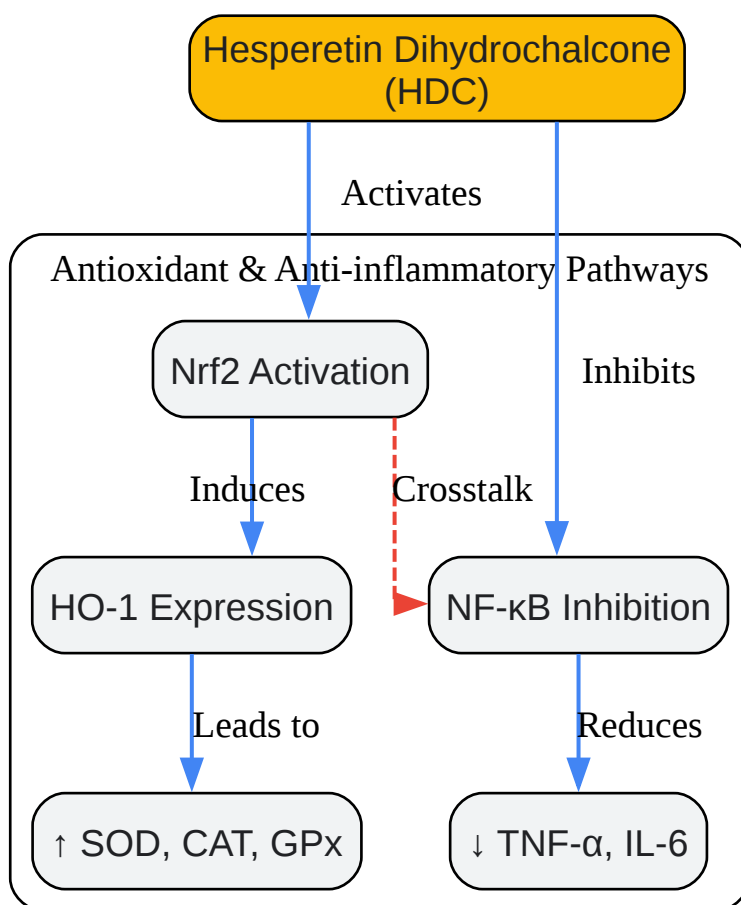 Hesperetin Dihydrochalcone
(HDC)
Activates
Antioxidant & Anti-inflammatory Pathways
Nrf2 Activation
Inhibits
Induces
Crosstalk
HO-1 Expression
NF-κB Inhibition
Leads to
Reduces
↑ SOD, CAT, GPx
↓ TNF-α, IL-6